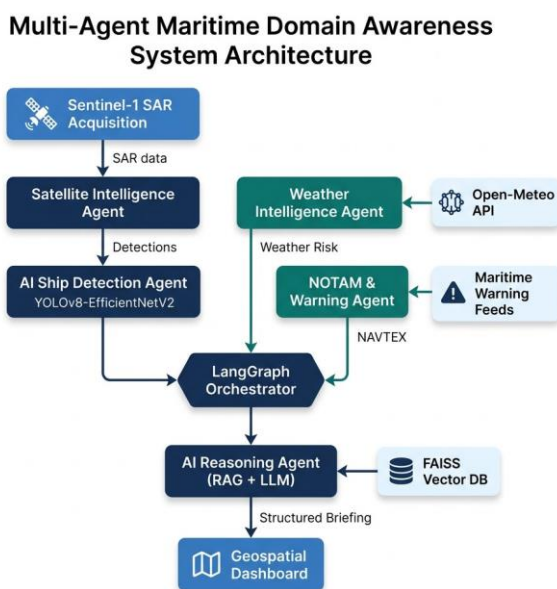 Multi-Agent Maritime Domain Awareness
System Architecture
Sentinel-1 SAR
Acquisition
SAR data
Satellite Intelligence
Agent
Detections
AI Ship Detection Agent
YOLOv8-EfficientNetV2
Weather
Intelligence Agent
Open-Meteo
API
Weather Risk
NOTAM &
Warning Agent
Maritime
Warning
Feeds
NAVTEX
LangGraph
Orchestrator
AI Reasoning Agent
(RAG + LLM)
FAISS
Vector DB
Structured Briefing
Geospatial
Dashboard